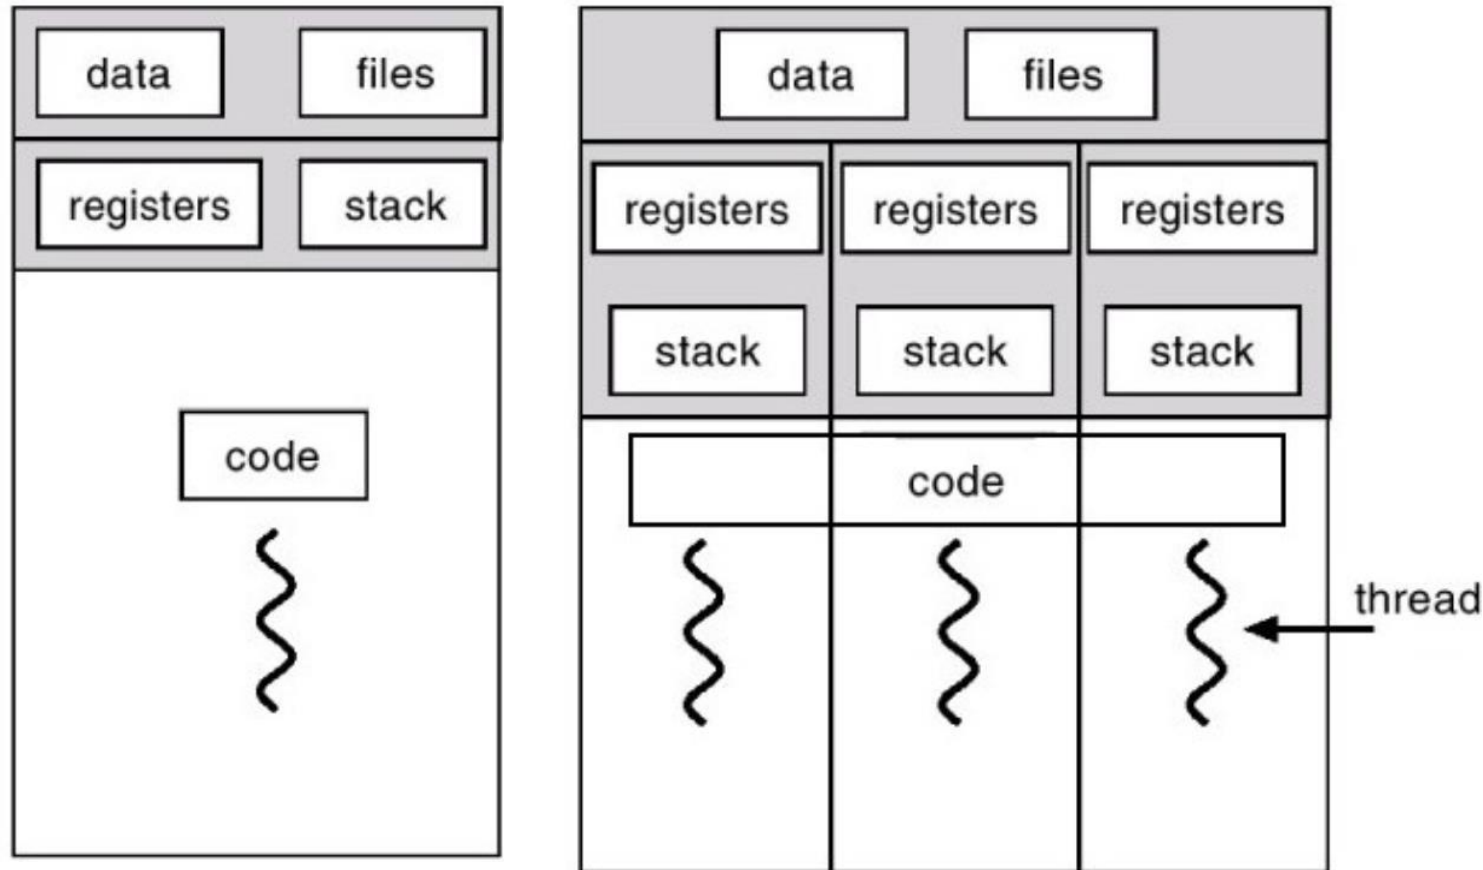 data files
registers stack
code
data files
registers registers registers
stack stack stack
code
thread